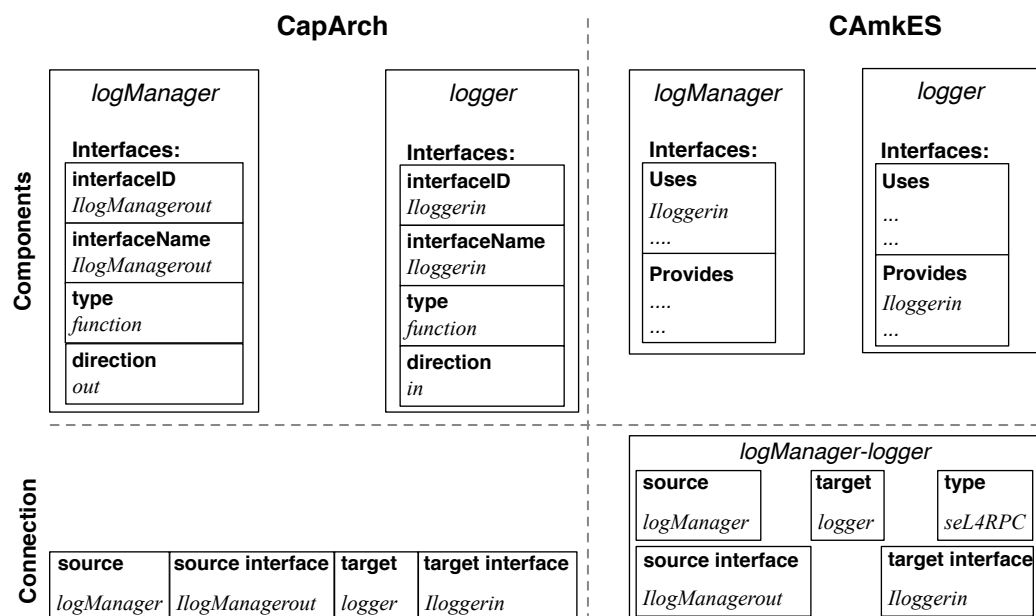 CapArch
CAmkES
Components
logManager
Interfaces:
interfaceID
IlogManagerout
interfaceName
IlogManagerout
type
function
direction
out
logger
Interfaces:
interfaceID
Iloggerin
interfaceName
Iloggerin
type
function
direction
in
logManager
Interfaces:
Uses
Iloggerin
....
Provides
....
...
logger
Interfaces:
Uses
...
...
Provides
Iloggerin
...
Connection
source
logManager
source interface
IlogManagerout
target
logger
target interface
Iloggerin
logManager-logger
source
logManager
target
logger
type
seL4RPC
source interface
IlogManagerout
target interface
Iloggerin